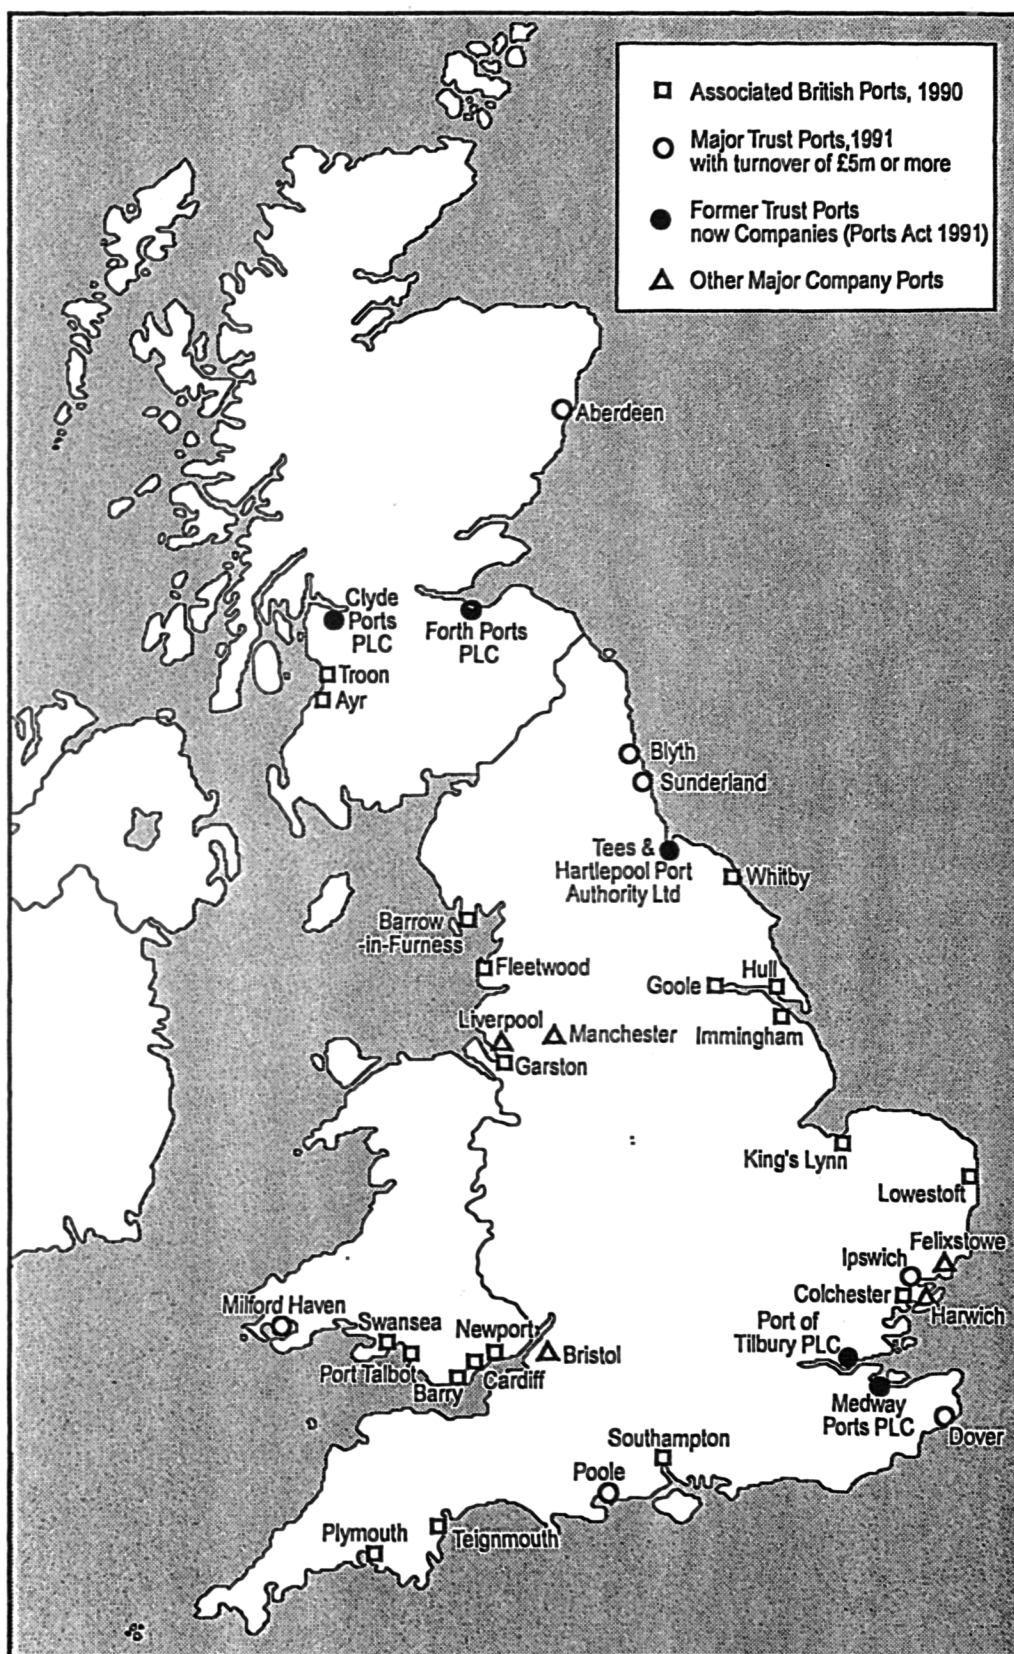 Associated British Ports, 1990
Major Trust Ports,1991
with turnover of £5m or more
Former Trust Ports
now Companies (Ports Act 1991)
Other Major Company Ports
Aberdeen
Clyde
Ports
PLC
Forth Ports
PLC
Troon
Ayr
Blyth
Sunderland
Tees &
Hartlepool Port
Authority Ltd
Whitby
Barrow
-in-Furness
Fleetwood
Goole
Hull
Immingham
Liverpool
Manchester
Garston
King's Lynn
Lowestoft
Felixstowe
Ipswich
Colchester
Harwich
Milford Haven
Swansea
Newport
Port of
Tilbury PLC
Port Talbot
Barry
Cardiff
Bristol
Medway
Ports PLC
Dover
Southampton
Poole
Plymouth
Teignmouth